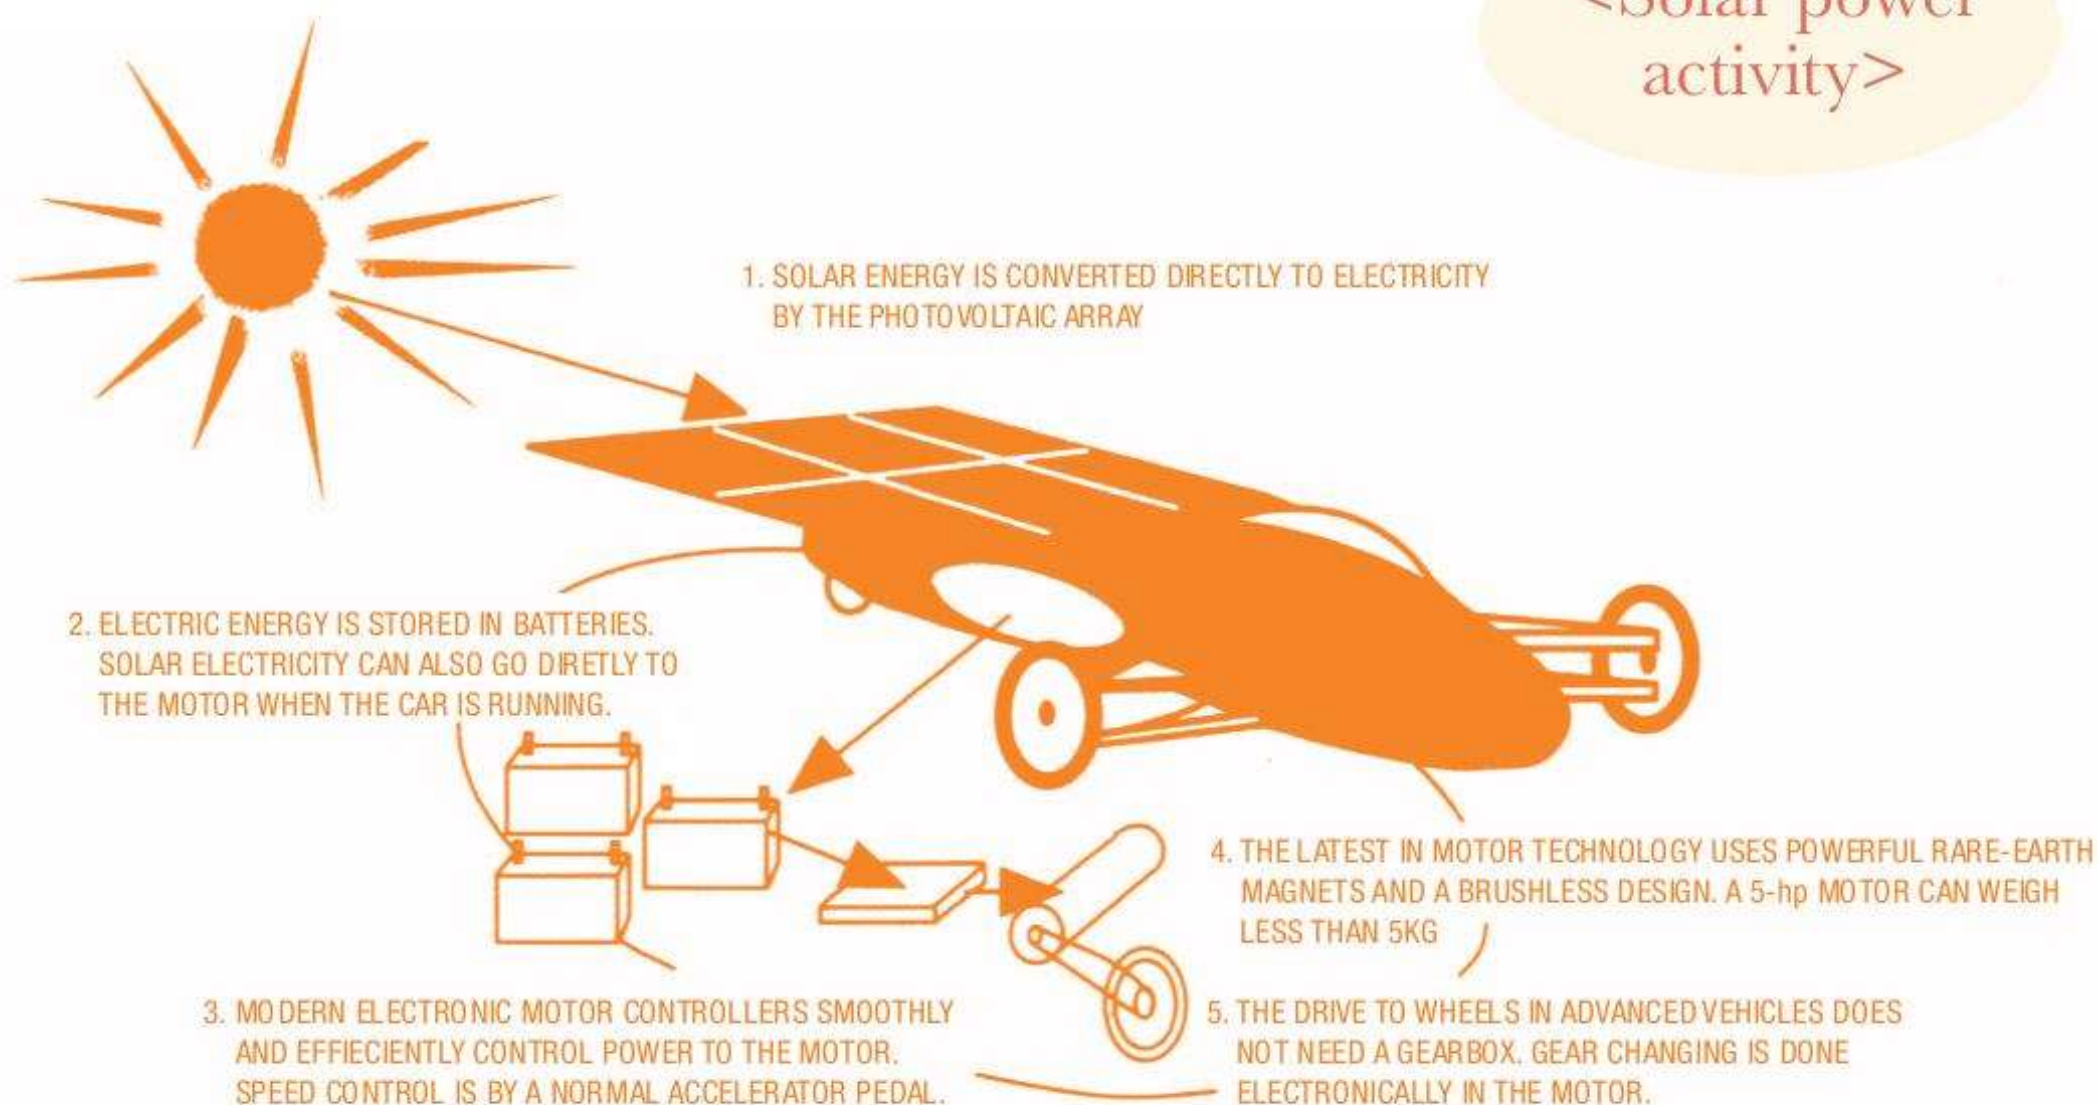 <Solar power
activity>
1. SOLAR ENERGY IS CONVERTED DIRECTLY TO ELECTRICITY
BY THE PHOTOVOLTAIC ARRAY
2. ELECTRIC ENERGY IS STORED IN BATTERIES.
SOLAR ELECTRICITY CAN ALSO GO DIRETLY TO
THE MOTOR WHEN THE CAR IS RUNNING.
3. MODERN ELECTRONIC MOTOR CONTROLLERS SMOOTHLY
AND EFFIECIENTLY CONTROL POWER TO THE MOTOR.
SPEED CONTROL IS BY A NORMAL ACCELERATOR PEDAL.
4. THE LATEST IN MOTOR TECHNOLOGY USES POWERFUL RARE-EARTH
MAGNETS AND A BRUSHLESS DESIGN. A 5-hp MOTOR CAN WEIGH
LESS THAN 5KG
5. THE DRIVE TO WHEELS IN ADVANCED VEHICLES DOES
NOT NEED A GEARBOX. GEAR CHANGING IS DONE
ELECTRONICALLY IN THE MOTOR.